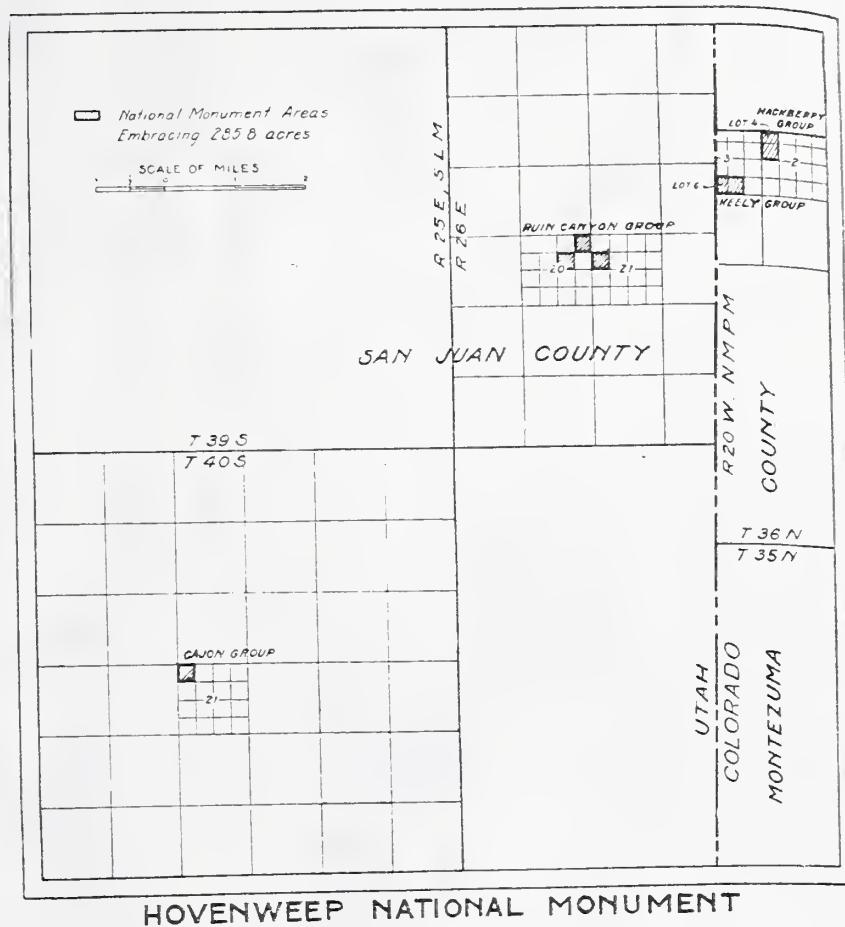 National Monument Areas
Embracing 285.8 acres
SCALE OF MILES
R 25 E, S L M
R 26 E
HACKBERRY
GROUP
LOT 4
3
2
LOT 6
KEELY GROUP
RUIN CANYON GROUP
20
21
SAN JUAN COUNTY
R 20 W. NMPM
COUNTY
T 39 S
T 40 S
T 36 N
T 35 N
CAJON GROUP
21
UTAH
COLORADO
MONTEZUMA
HOVENWEEP NATIONAL MONUMENT